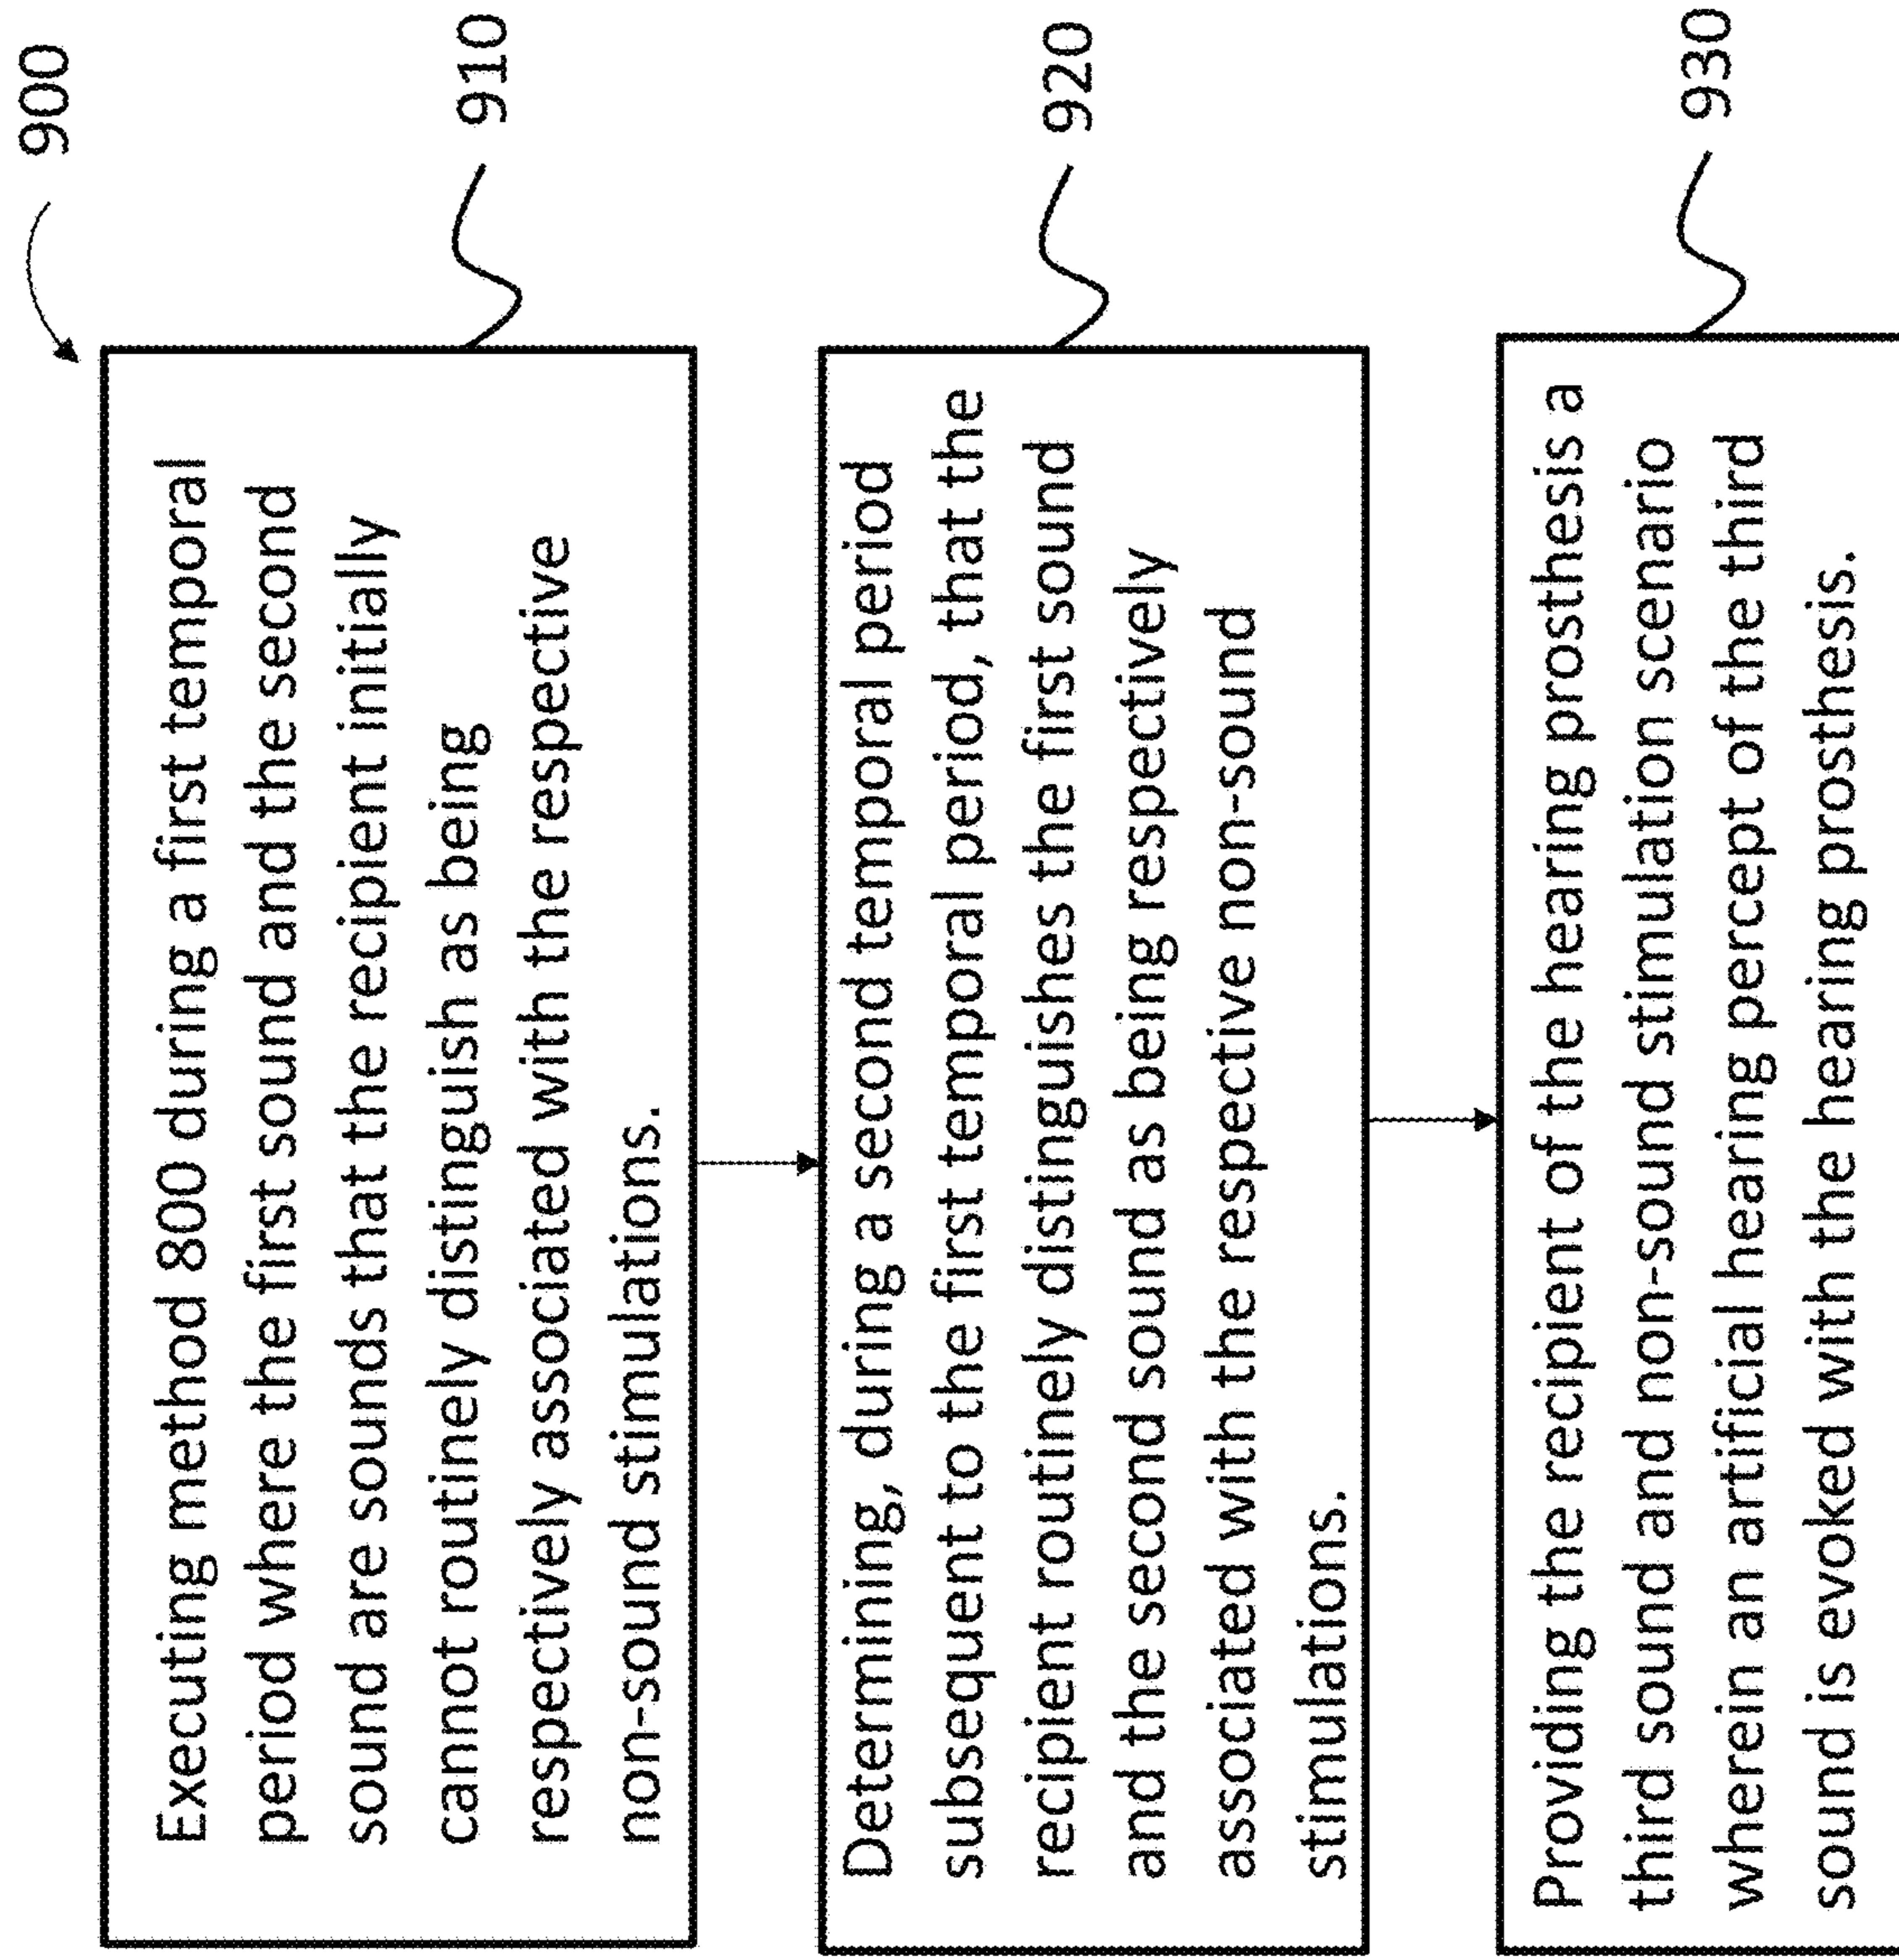 900
Executing method 800 during a first temporal
period where the first sound and the second
sound are sounds that the recipient initially
cannot routinely distinguish as being
respectively associated with the respective
non-sound stimulations.
910
Determining, during a second temporal period
subsequent to the first temporal period, that the
recipient routinely distinguishes the first sound
and the second sound as being respectively
associated with the respective non-sound
stimulations.
920
Providing the recipient of the hearing prosthesis a
third sound and non-sound stimulation scenario
wherein an artificial hearing percept of the third
sound is evoked with the hearing prosthesis.
930